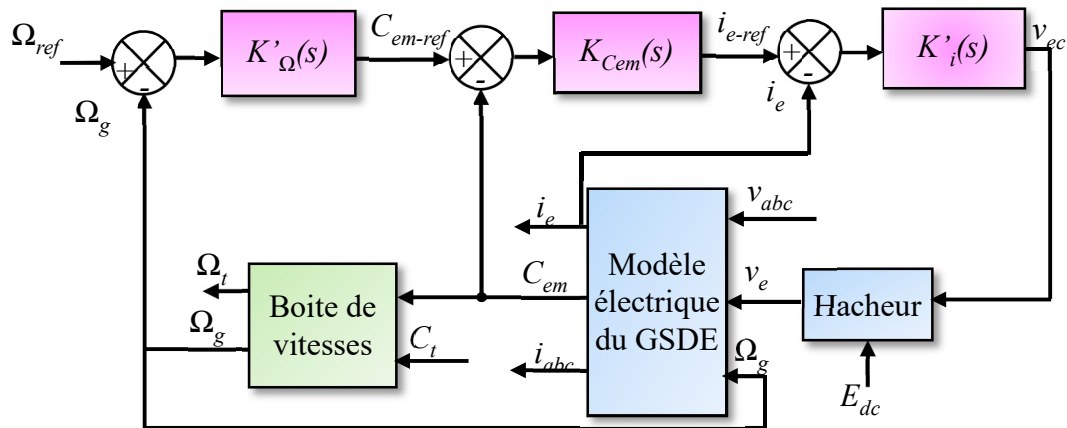 Ω_ref
+
-
Ω_g
K'_Ω(s)
C_em-ref
+
-
K_Cem(s)
i_e-ref
+
-
i_e
K'_i(s)
v_ec
i_e
v_abc
Ω_t
C_em
Modèle
électrique
du GSDE
v_e
Hacheur
Boite de
vitesses
Ω_g
C_t
i_abc
Ω_g
E_dc